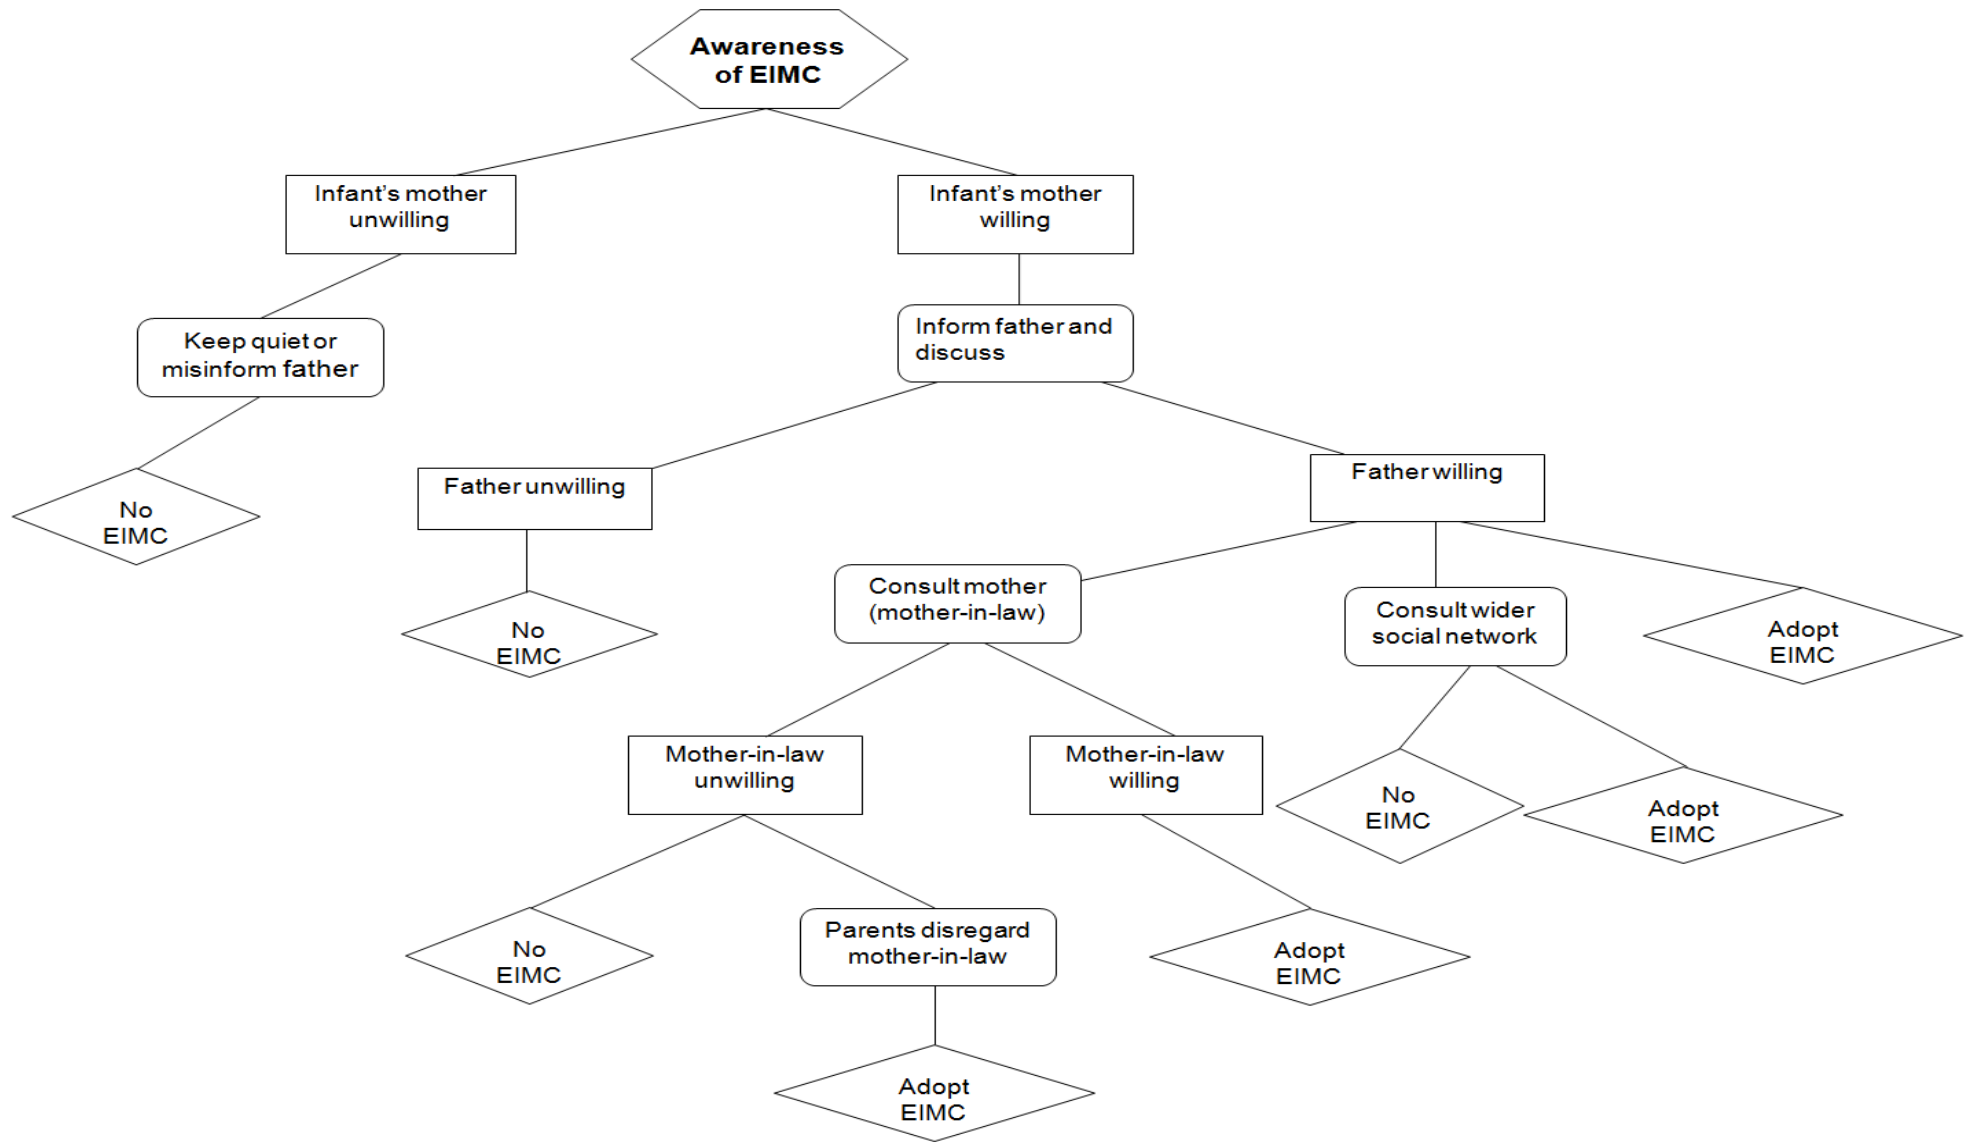 Awareness
of EIMC
Infant's mother
unwilling
Infant's mother
willing
Keep quiet or
misinform father
Inform father and
discuss
No
EIMC
Father unwilling
Father willing
No
EIMC
Consult mother
(mother-in-law)
Consult wider
social network
Adopt
EIMC
Mother-in-law
unwilling
Mother-in-law
willing
No
EIMC
Adopt
EIMC
No
EIMC
Parents disregard
mother-in-law
Adopt
EIMC
Adopt
EIMC